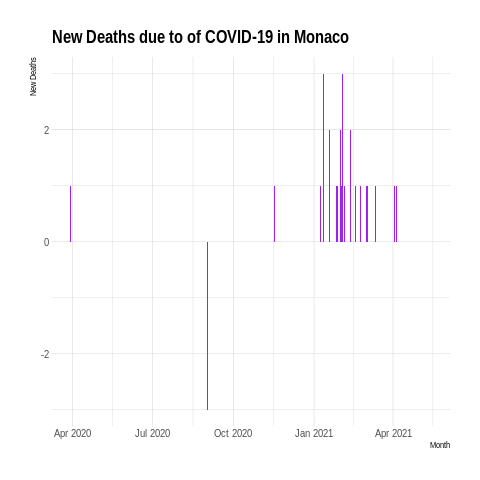 New Deaths due to of COVID-19 in Monaco
New Deaths
2
0
-2
Apr 2020 Jul 2020 Oct 2020 Jan 2021 Apr 2021
Month